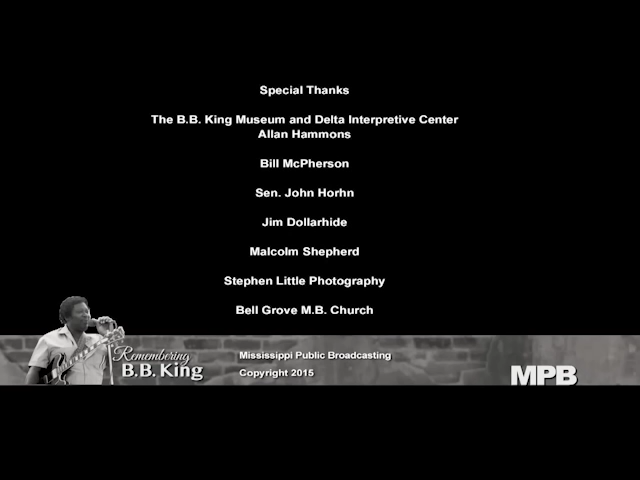 Special Thanks
The B.B. King Museum and Delta Interpretive Center
Allan Hammons
Bill McPherson
Sen. John Horhn
Jim Dollarhide
Malcolm Shepherd
Stephen Little Photography
Bell Grove M.B. Church
Remembering
B.B. King
Mississippi Public Broadcasting
Copyright 2015
MPB